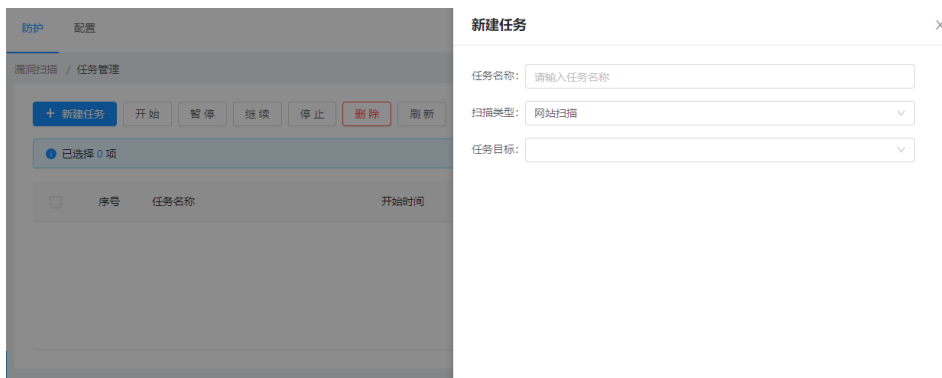 防护 配置
漏洞扫描 / 任务管理
+ 新建任务 开始 暂停 继续 停止 删除 刷新
已选择 0 项
序号 任务名称 开始时间
新建任务
任务名称: 请输入任务名称
扫描类型: 网站扫描
任务目标: